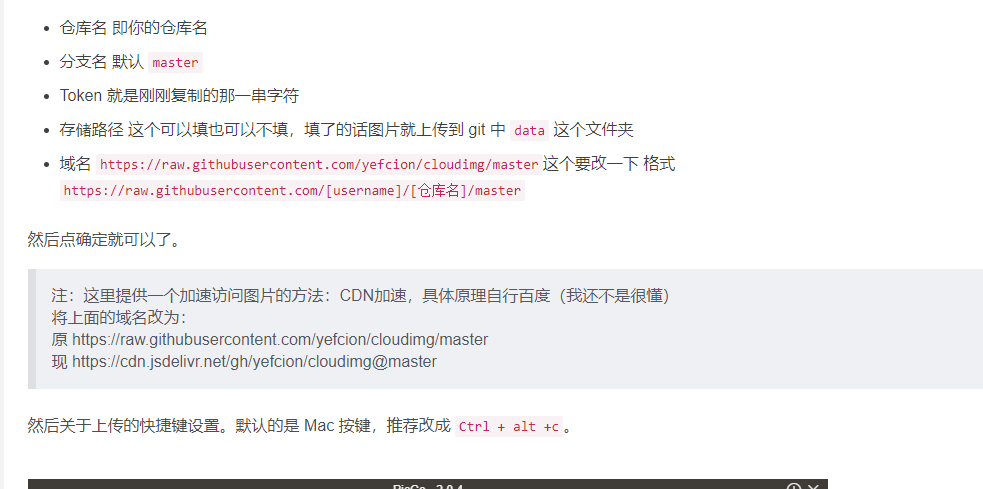 仓库名 即你的仓库名
分支名 默认 master
Token 就是刚刚复制的那一串字符
存储路径 这个可以填也可以不填，填了的话图片就上传到 git 中 data 这个文件夹
域名 https://raw.githubusercontent.com/yefcion/cloudimg/master 这个要改一下 格式
https://raw.githubusercontent.com/[username]/[仓库名]/master
然后点确定就可以了。
注：这里提供一个加速访问图片的方法：CDN加速，具体原理自行百度（我还不是很懂）
将上面的域名改为：
原 https://raw.githubusercontent.com/yefcion/cloudimg/master
现 https://cdn.jsdelivr.net/gh/yefcion/cloudimg@master
然后关于上传的快捷键设置。默认的是 Mac 按键，推荐改成 Ctrl + alt +c 。